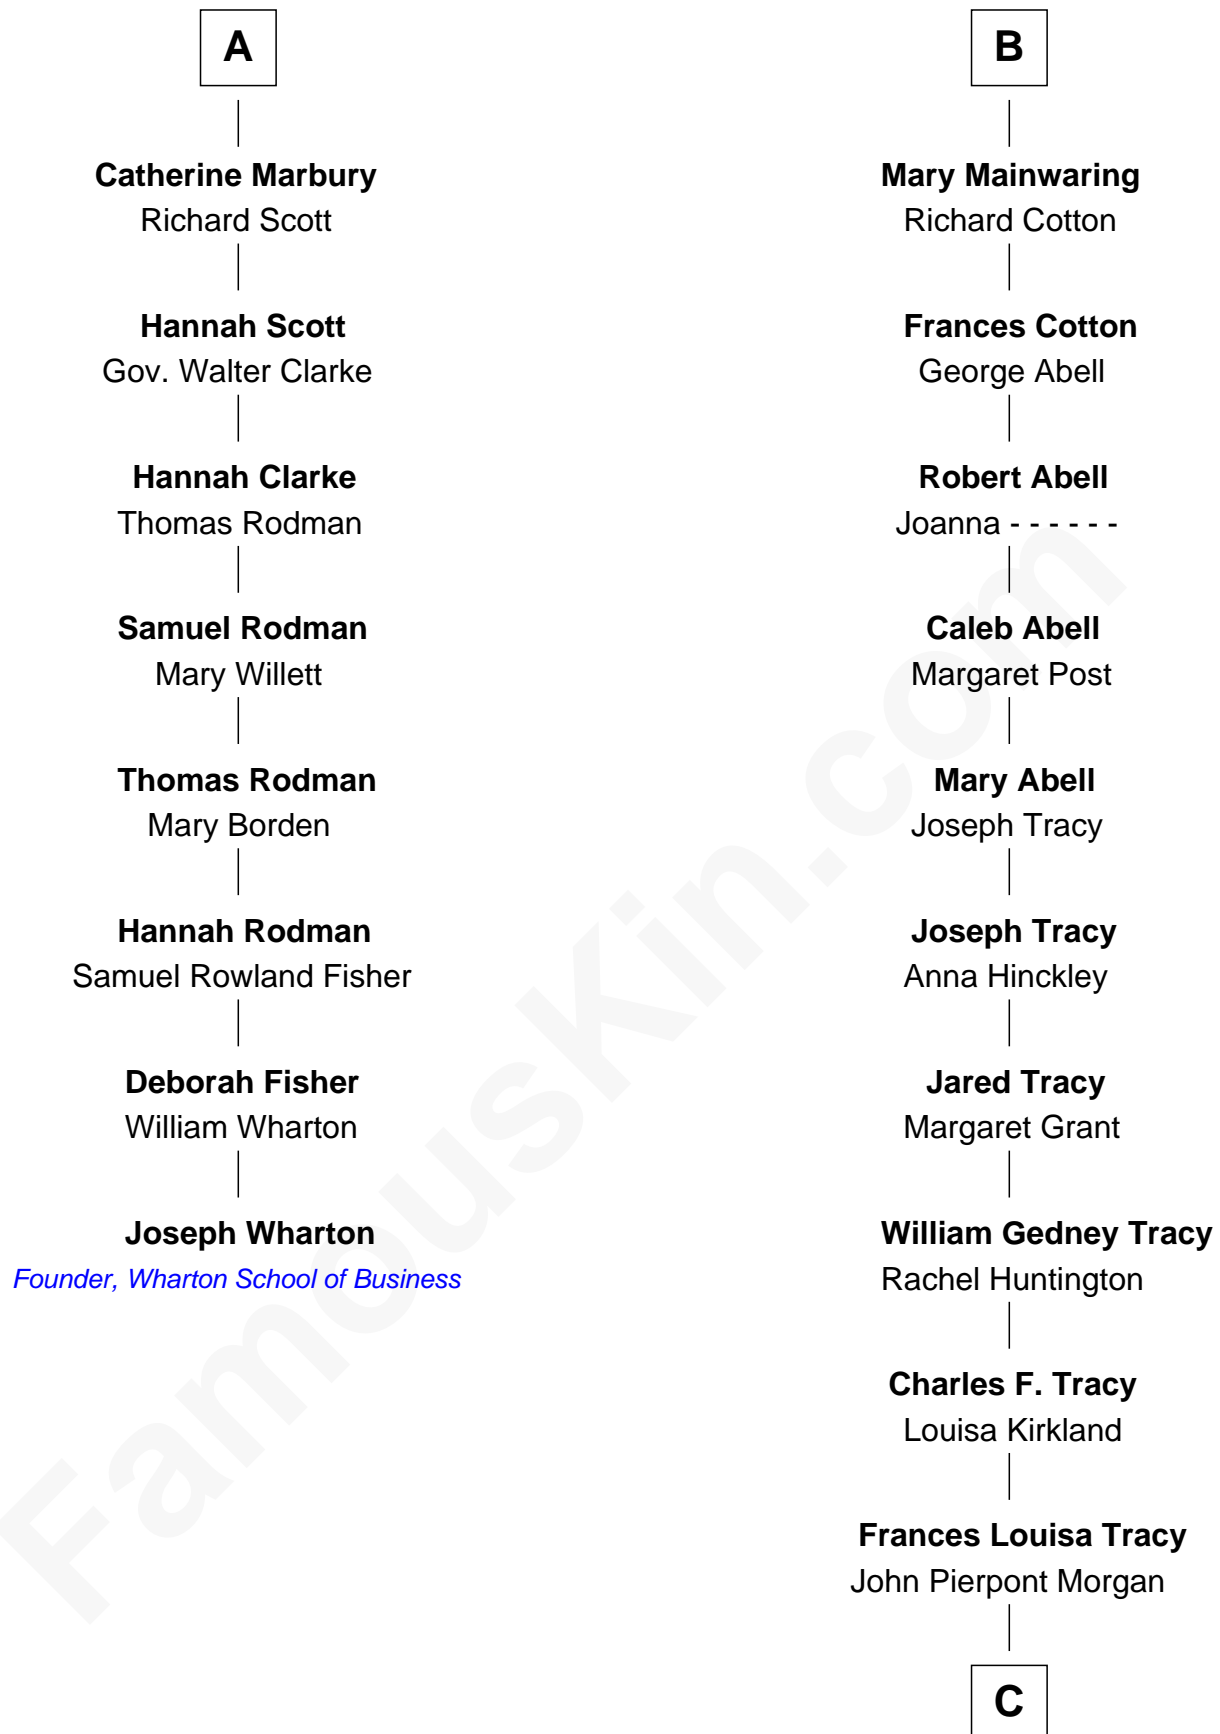 A
Catherine Marbury
Richard Scott
Hannah Scott
Gov. Walter Clarke
Hannah Clarke
Thomas Rodman
Samuel Rodman
Mary Willett
Thomas Rodman
Mary Borden
Hannah Rodman
Samuel Rowland Fisher
Deborah Fisher
William Wharton
Joseph Wharton
Founder, Wharton School of Business
B
Mary Mainwaring
Richard Cotton
Frances Cotton
George Abell
Robert Abell
Joanna - - - - - -
Caleb Abell
Margaret Post
Mary Abell
Joseph Tracy
Joseph Tracy
Anna Hinckley
Jared Tracy
Margaret Grant
William Gedney Tracy
Rachel Huntington
Charles F. Tracy
Louisa Kirkland
Frances Louisa Tracy
John Pierpont Morgan
C
FamousKin.com